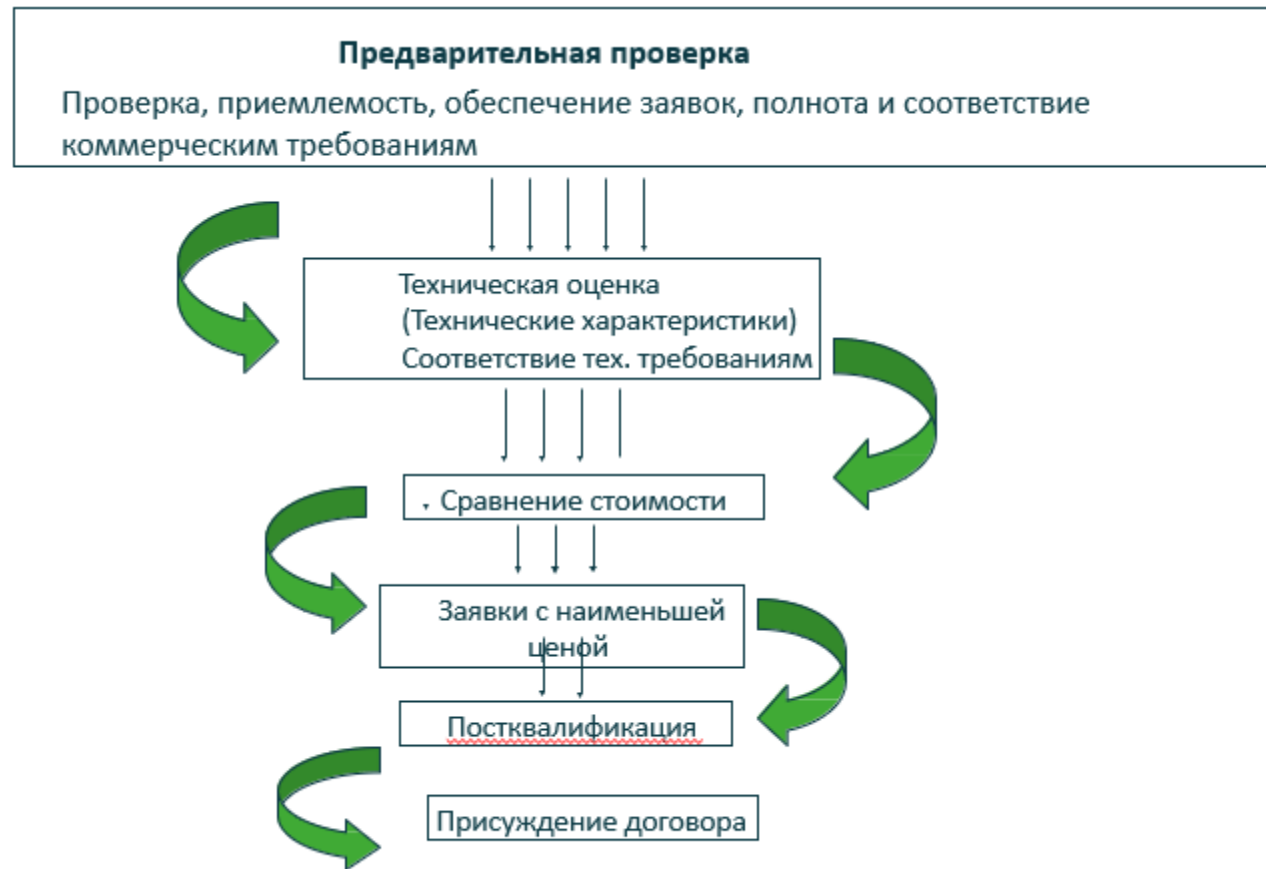 Предварительная проверка
Проверка, приемлемость, обеспечение заявок, полнота и соответствие
коммерческим требованиям
Техническая оценка
(Технические характеристики)
Соответствие тех. требованиям
Сравнение стоимости
Заявки с наименьшей
ценой
Постквалификация
Присуждение договора